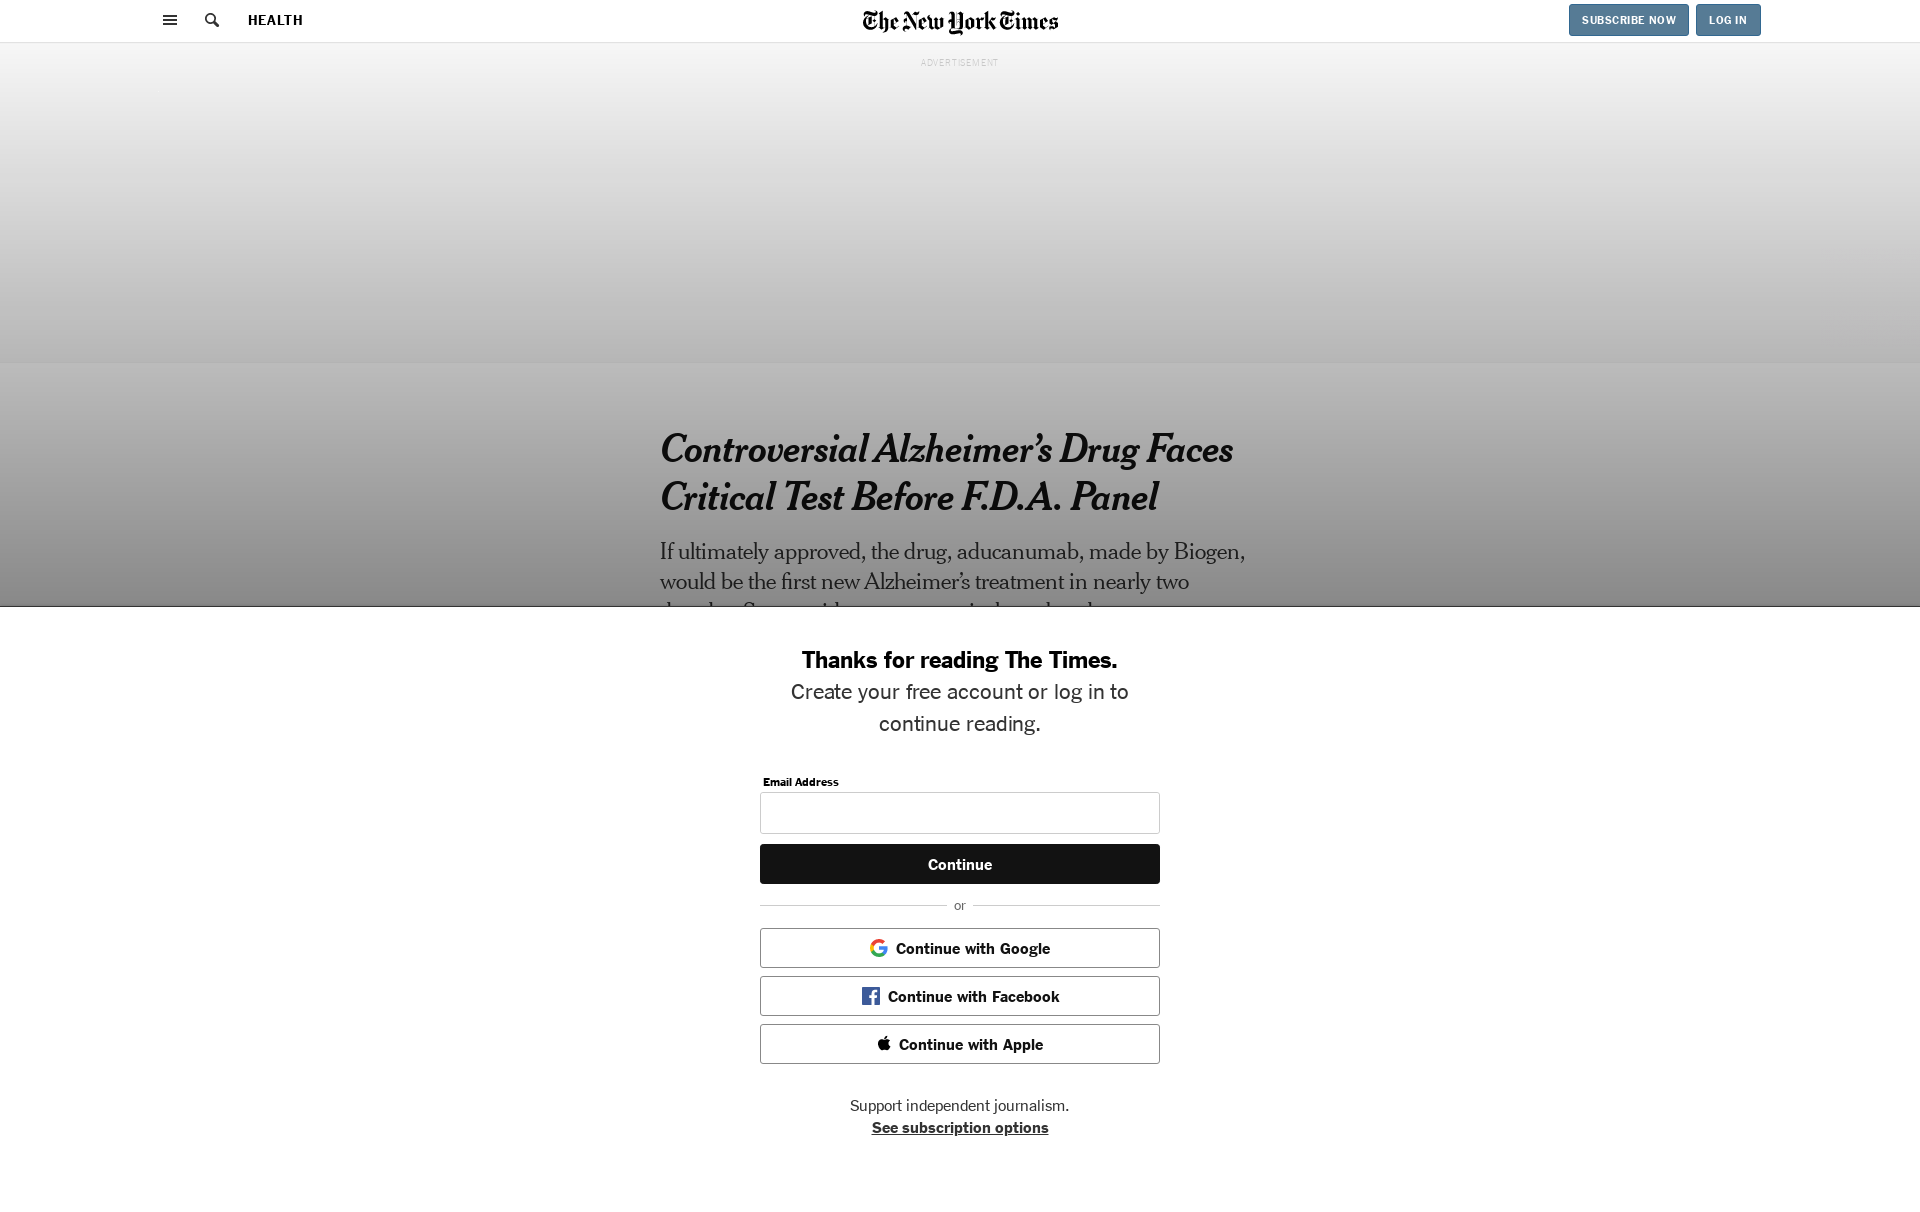 HEALTH
The New York Times
SUBSCRIBE NOW
LOG IN
ADVERTISEMENT
Controversial Alzheimer’s Drug Faces
Critical Test Before F.D.A. Panel
If ultimately approved, the drug, aducanumab, made by Biogen,
would be the first new Alzheimer’s treatment in nearly two
Thanks for reading The Times.
Create your free account or log in to
continue reading.
Email Address
Continue
or
Continue with Google
Continue with Facebook
Continue with Apple
Support independent journalism.
See subscription options